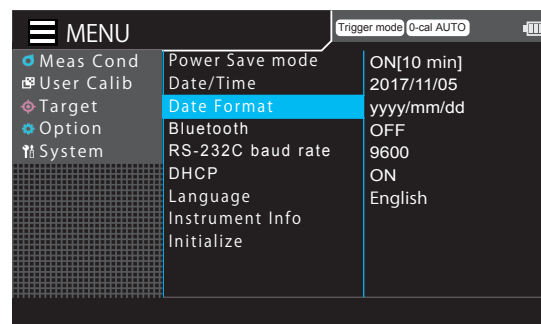 MENU
Trigger mode 0-cal AUTO
Meas Cond
User Calib
Target
Option
System
Power Save mode ON[10 min]
Date/Time 2017/11/05
Date Format yyyy/mm/dd
Bluetooth OFF
RS-232C baud rate 9600
DHCP ON
Language English
Instrument Info
Initialize